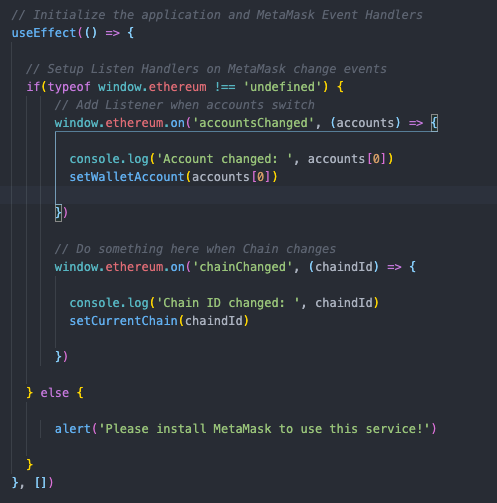 // Initialize the application and MetaMask Event Handlers
useEffect(() => {
// Setup Listen Handlers on MetaMask change events
if(typeof window.ethereum !== 'undefined') {
// Add Listener when accounts switch
window.ethereum.on('accountsChanged', (accounts) => {
console.log('Account changed: ', accounts[0])
setWalletAccount(accounts[0])
})
// Do something here when Chain changes
window.ethereum.on('chainChanged', (chaindId) => {
console.log('Chain ID changed: ', chaindId)
setCurrentChain(chaindId)
})
} else {
alert('Please install MetaMask to use this service!')
}
}, [])